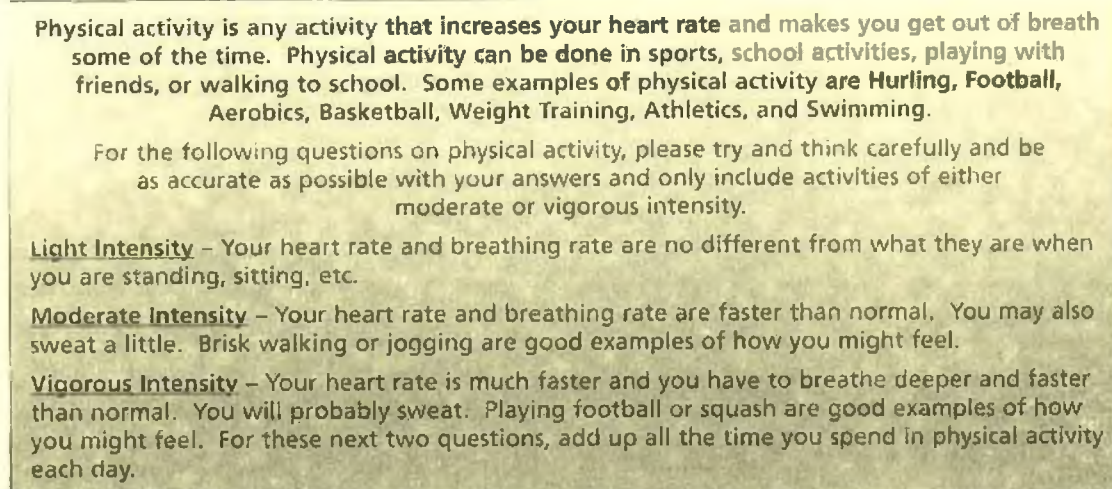 Physical activity is any activity that increases your heart rate and makes you get out of breath
some of the time. Physical activity can be done in sports, school activities, playing with
friends, or walking to school. Some examples of physical activity are Hurling, Football,
Aerobics, Basketball, Weight Training, Athletics, and Swimming.
For the following questions on physical activity, please try and think carefully and be
as accurate as possible with your answers and only include activities of either
moderate or vigorous intensity.
Light Intensity – Your heart rate and breathing rate are no different from what they are when
you are standing, sitting, etc.
Moderate Intensity – Your heart rate and breathing rate are faster than normal. You may also
sweat a little. Brisk walking or jogging are good examples of how you might feel.
Vigorous Intensity – Your heart rate is much faster and you have to breathe deeper and faster
than normal. You will probably sweat. Playing football or squash are good examples of how
you might feel. For these next two questions, add up all the time you spend in physical activity
each day.